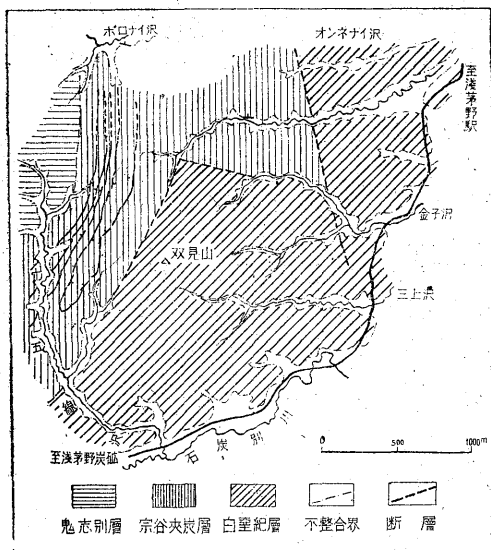 ポロナイ沢
オンネナイ沢
至浅茅野駅
金子沢
双見山
三上沢
五線沢
石炭別川
至浅茅野炭砿
0 500 1000m
鬼志別層
宗谷夾炭層
白堊紀層
不整合界
断層